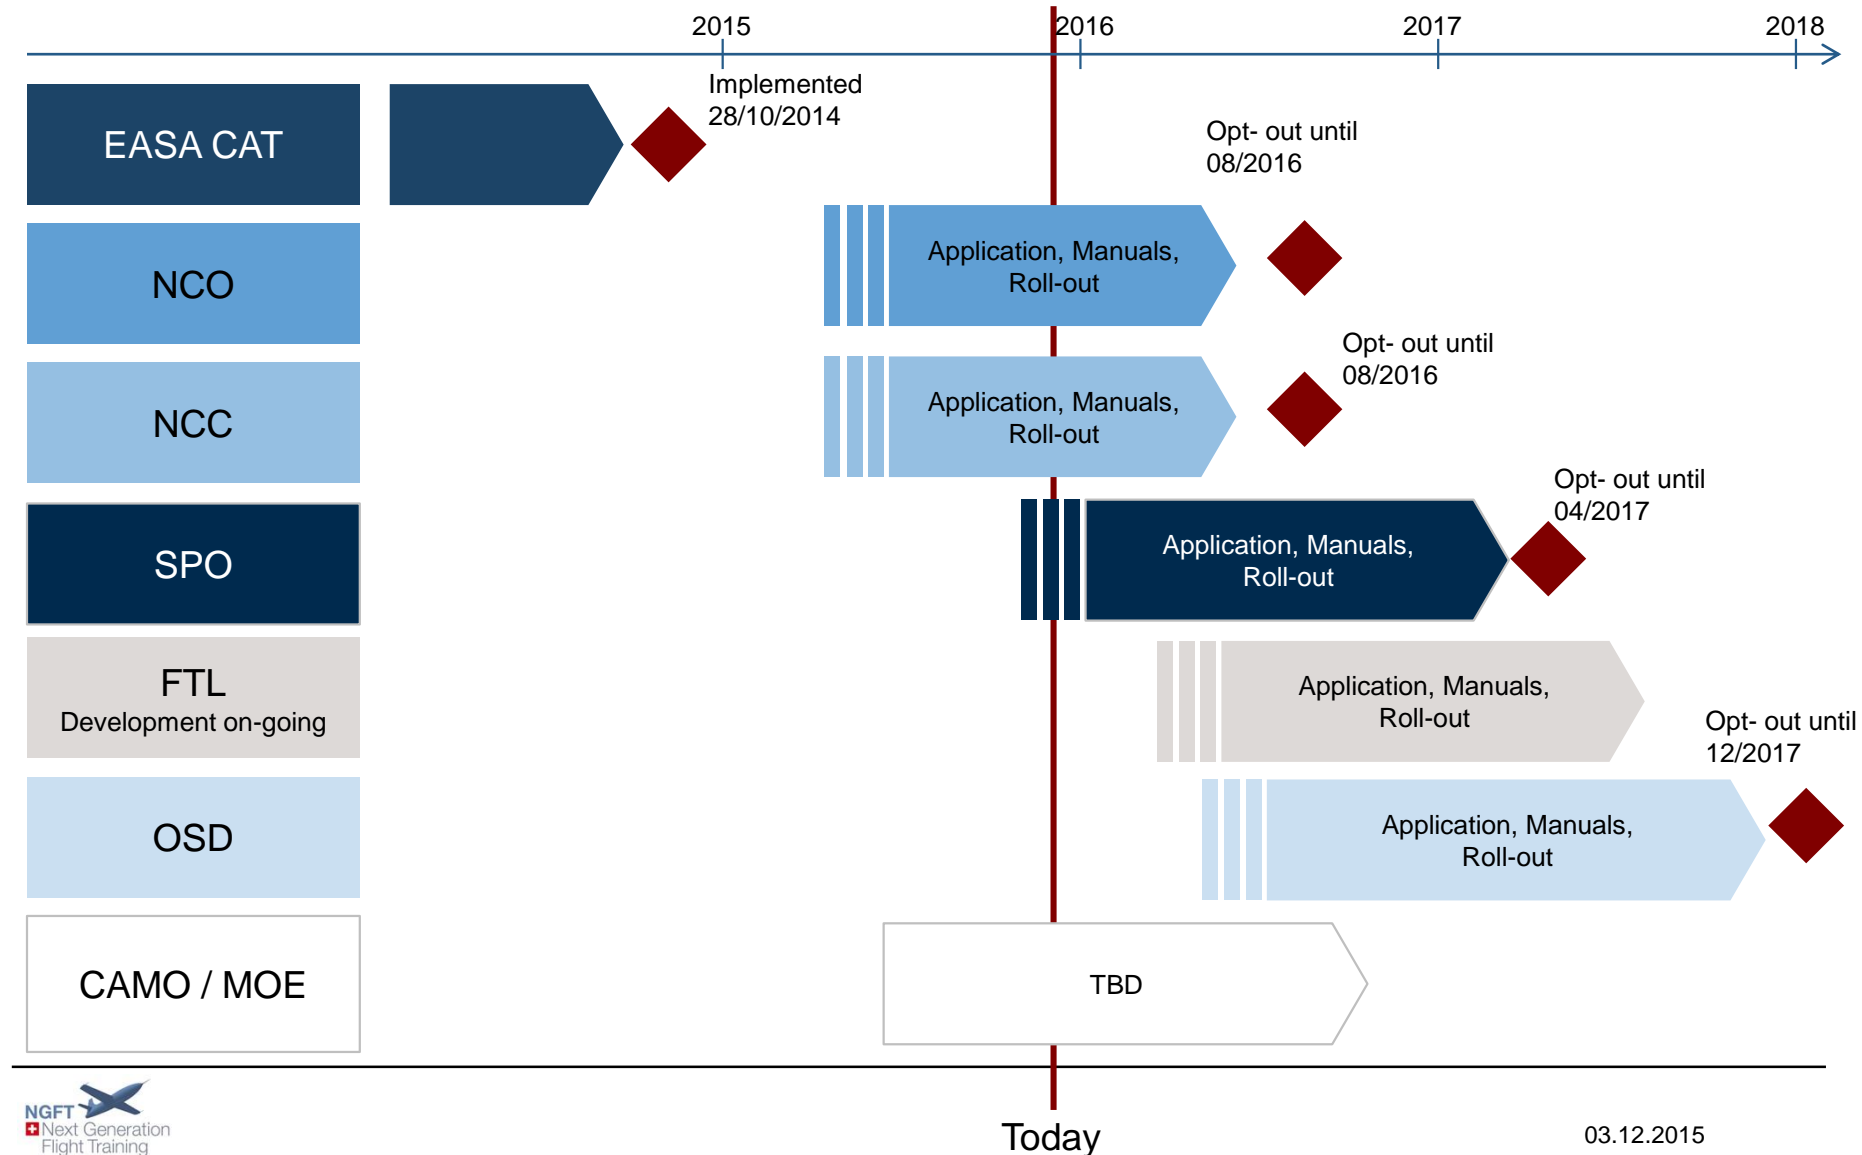 2015
2016
2017
2018
Implemented
28/10/2014
EASA CAT
Opt- out until
08/2016
NCO
Application, Manuals,
Roll-out
Opt- out until
08/2016
NCC
Application, Manuals,
Roll-out
Opt- out until
04/2017
SPO
Application, Manuals,
Roll-out
FTL
Development on-going
Application, Manuals,
Roll-out
Opt- out until
12/2017
OSD
Application, Manuals,
Roll-out
CAMO / MOE
TBD
NGFT
Next Generation
Flight Training
Today
03.12.2015